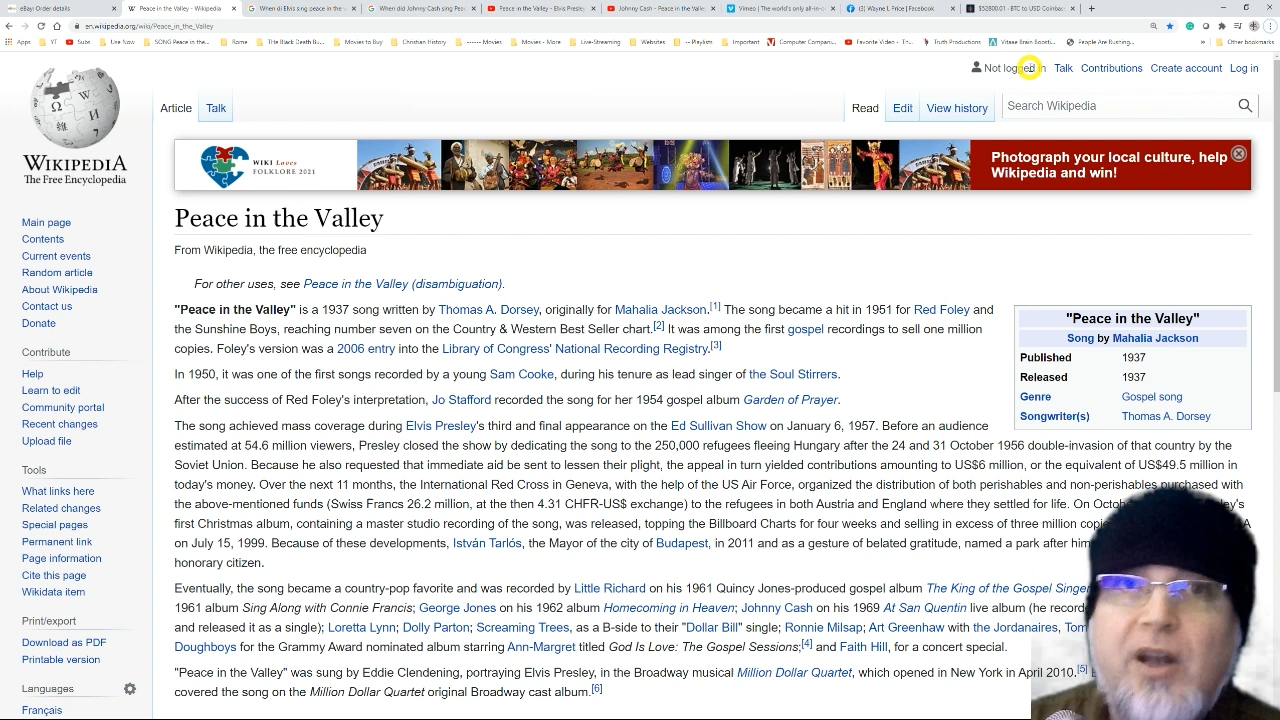 eBayi Order details
Peace in the Valley - Wikipedia
When di Elvis sing peace in the v
When did Johnny Cash sing Peac
Peace in the Valley - Elvis Presley
Johnny Cash - Peace in the Valle
Vimeo | The world's only all-in-o
(3) Wayne L Price | Facebook
$52800.01 - BTC to USD Coinbas
en.wikipedia.org/wiki/Peace_in_the_Valley
Apps
YT
Subs
Use Now
SONG Peace in the...
Rome
THe Black Death Bu...
Movies to Buy
Christian History
------ Movies
Movies - More
Live-Streaming
Websites
-- Playlists
Important
Computer Compani...
Favorite Video - Th...
Truth Productions
Vitaae Brain Boosti...
People Are Rushing...
Other bookmarks
Not logged in
Talk
Contributions
Create account
Log in
Article
Talk
Read
Edit
View history
Search Wikipedia
WIKIPEDIA
The Free Encyclopedia
WIKI Loves
FOLKLORE 2021
Photograph your local culture, help
Wikipedia and win!
Main page
Contents
Current events
Random article
About Wikipedia
Contact us
Donate
Contribute
Help
Learn to edit
Community portal
Recent changes
Upload file
Tools
What links here
Related changes
Special pages
Permanent link
Page information
Cite this page
Wikidata item
Print/export
Download as PDF
Printable version
Languages
Français
Peace in the Valley
From Wikipedia, the free encyclopedia
For other uses, see Peace in the Valley (disambiguation).
"Peace in the Valley" is a 1937 song written by Thomas A. Dorsey, originally for Mahalia Jackson.[1] The song became a hit in 1951 for Red Foley and
the Sunshine Boys, reaching number seven on the Country & Western Best Seller chart.[2] It was among the first gospel recordings to sell one million
copies. Foley's version was a 2006 entry into the Library of Congress' National Recording Registry.[3]
In 1950, it was one of the first songs recorded by a young Sam Cooke, during his tenure as lead singer of the Soul Stirrers.
After the success of Red Foley's interpretation, Jo Stafford recorded the song for her 1954 gospel album Garden of Prayer.
The song achieved mass coverage during Elvis Presley's third and final appearance on the Ed Sullivan Show on January 6, 1957. Before an audience
estimated at 54.6 million viewers, Presley closed the show by dedicating the song to the 250,000 refugees fleeing Hungary after the 24 and 31 October 1956 double-invasion of that country by the
Soviet Union. Because he also requested that immediate aid be sent to lessen their plight, the appeal in turn yielded contributions amounting to US$6 million, or the equivalent of US$49.5 million in
today's money. Over the next 11 months, the International Red Cross in Geneva, with the help of the US Air Force, organized the distribution of both perishables and non-perishables purchased with
the above-mentioned funds (Swiss Francs 26.2 million, at the then 4.31 CHFR-US$ exchange) to the refugees in both Austria and England where they settled for life. On
first Christmas album, containing a master studio recording of the song, was released, topping the Billboard Charts for four weeks and selling in excess of three million
on July 15, 1999. Because of these developments, István Tarlós, the Mayor of the city of Budapest, in 2011 and as a gesture of belated gratitude, named a park after him
honorary citizen.
Eventually, the song became a country-pop favorite and was recorded by Little Richard on his 1961 Quincy Jones-produced gospel album The King of the Gospel
1961 album Sing Along with Connie Francis; George Jones on his 1962 album Homecoming in Heaven; Johnny Cash on his 1969 At San Quentin live album (he
and released it as a single); Loretta Lynn; Dolly Parton; Screaming Trees, as a B-side to their "Dollar Bill" single; Ronnie Milsap; Art Greenhaw with the Jordanaires,
Doughboys for the Grammy Award nominated album starring Ann-Margret titled God Is Love: The Gospel Sessions;[4] and Faith Hill, for a concert special.
"Peace in the Valley" was sung by Eddie Clendening, portraying Elvis Presley, in the Broadway musical Million Dollar Quartet, which opened in New York in April 2010.[5]
covered the song on the Million Dollar Quartet original Broadway cast album.[6]
"Peace in the Valley"
Song by Mahalia Jackson
Published 1937
Released 1937
Genre Gospel song
Songwriter(s) Thomas A. Dorsey